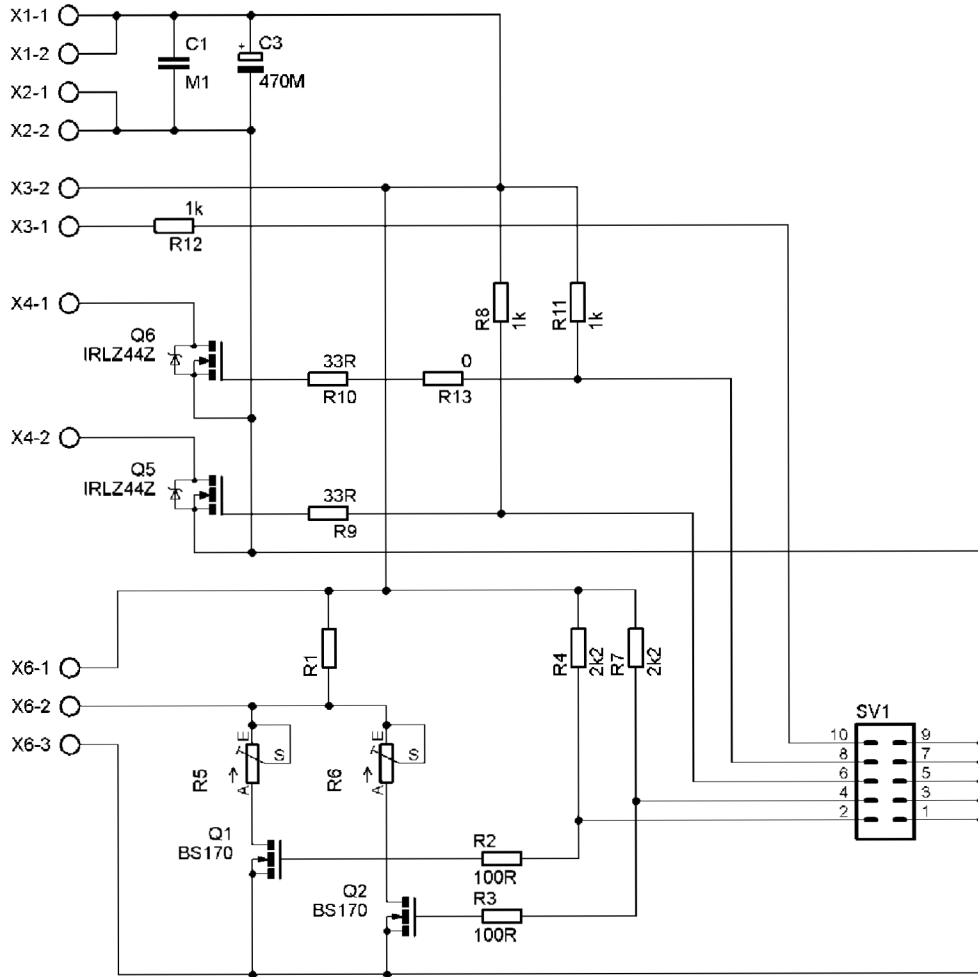 X1-1
X1-2
C1
+
C3
M1
470M
X2-1
X2-2
X3-2
1k
X3-1
R12
X4-1
R8
1k
R11
1k
Q6
IRLZ44Z
33R
0
R10
R13
X4-2
Q5
IRLZ44Z
33R
R9
R1
R4
2k2
R7
2k2
X6-1
X6-2
SV1
X6-3
E
S
E
S
R5
A
R6
A
10
9
8
7
6
5
4
3
2
1
Q1
BS170
R2
100R
Q2
BS170
R3
100R